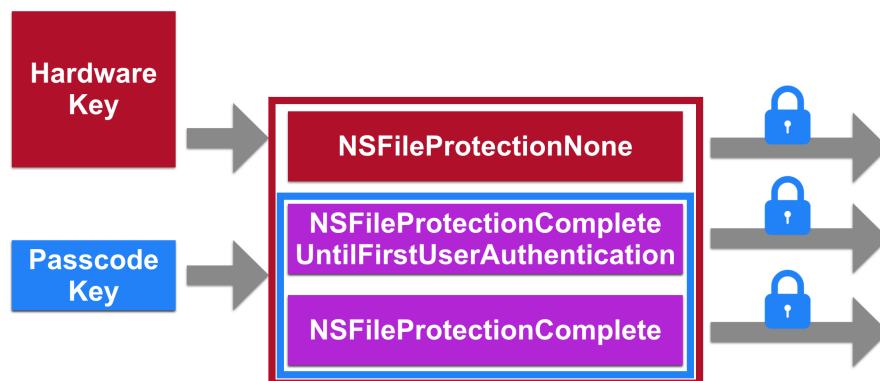 Hardware
Key
NSFileProtectionNone
NSFileProtectionComplete
UntilFirstUserAuthentication
Passcode
Key
NSFileProtectionComplete